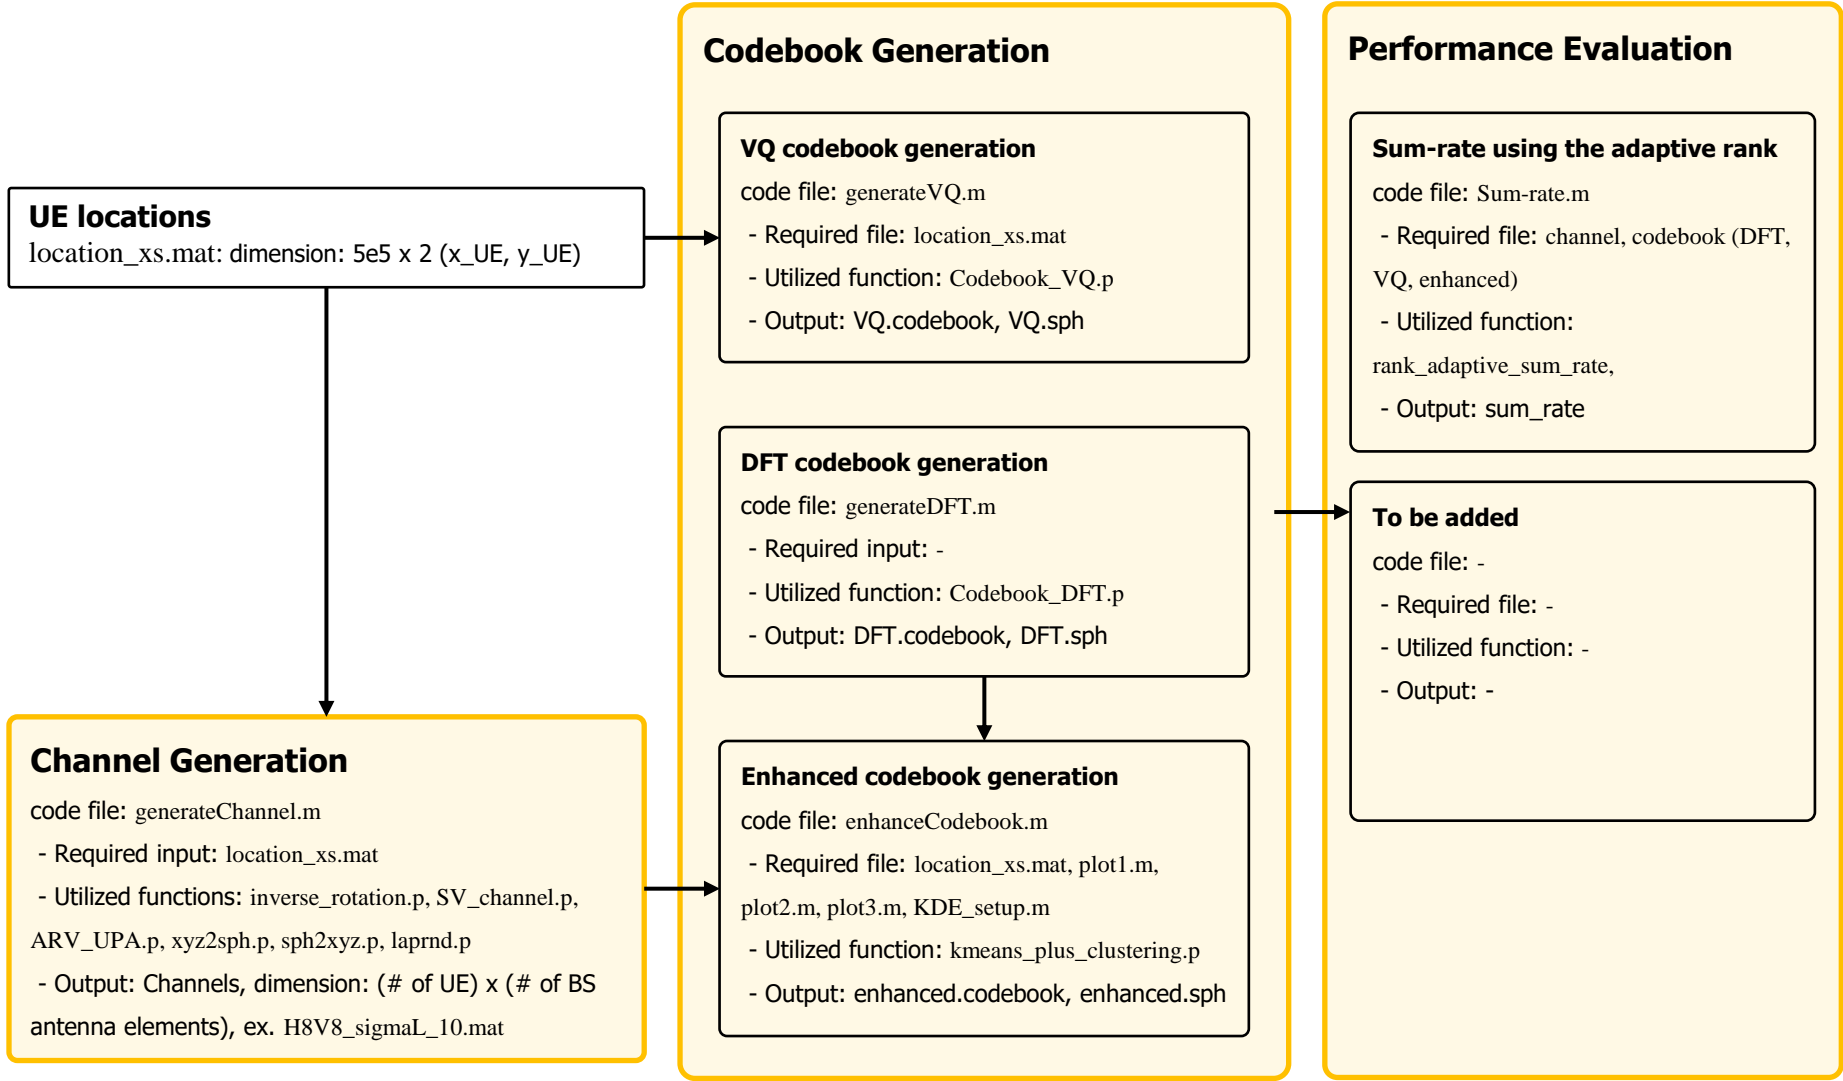 UE locations
location_xs.mat: dimension: 5e5 x 2 (x_UE, y_UE)
Channel Generation
code file: generateChannel.m
- Required input: location_xs.mat
- Utilized functions: inverse_rotation.p, SV_channel.p,
ARV_UPA.p, xyz2sph.p, sph2xyz.p, laprnd.p
- Output: Channels, dimension: (# of UE) x (# of BS
antenna elements), ex. H8V8_sigmaL_10.mat
Codebook Generation
VQ codebook generation
code file: generateVQ.m
- Required file: location_xs.mat
- Utilized function: Codebook_VQ.p
- Output: VQ.codebook, VQ.sph
DFT codebook generation
code file: generateDFT.m
- Required input: -
- Utilized function: Codebook_DFT.p
- Output: DFT.codebook, DFT.sph
Enhanced codebook generation
code file: enhanceCodebook.m
- Required file: location_xs.mat, plot1.m,
plot2.m, plot3.m, KDE_setup.m
- Utilized function: kmeans_plus_clustering.p
- Output: enhanced.codebook, enhanced.sph
Performance Evaluation
Sum-rate using the adaptive rank
code file: Sum-rate.m
- Required file: channel, codebook (DFT,
VQ, enhanced)
- Utilized function:
rank_adaptive_sum_rate,
- Output: sum_rate
To be added
code file: -
- Required file: -
- Utilized function: -
- Output: -